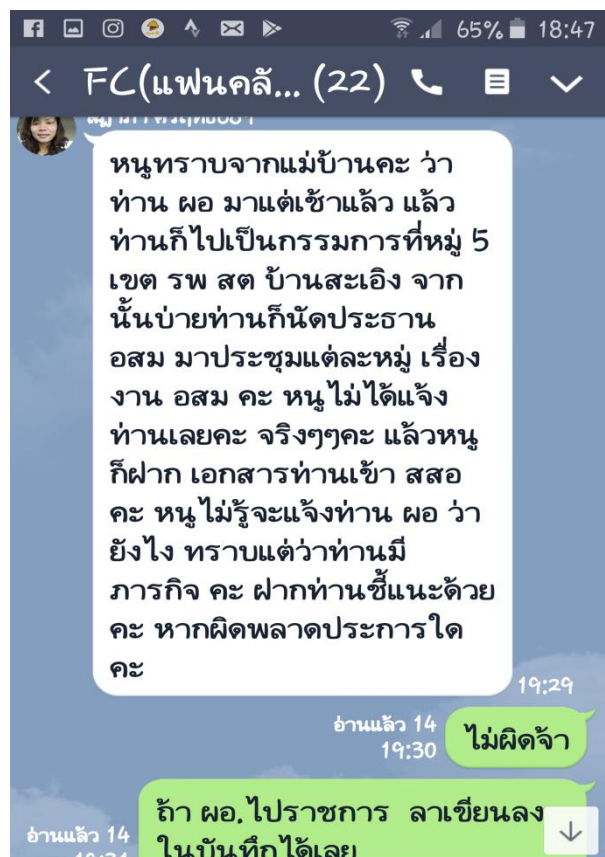 65% 18:47
FC(แฟนคลั... (22)
หนูทราบจากแม่บ้านคะ ว่า
ท่าน ผอ มาแต่เช้าแล้ว แล้ว
ท่านก็ไปเป็นกรรมการที่หมู่ 5
เขต รพ สต บ้านสะเอิง จาก
นั้นบ่ายท่านก็นัดประธาน
อสม มาประชุมแต่ละหมู่ เรื่อง
งาน อสม คะ หนูไม่ได้แจ้ง
ท่านเลยคะ จริงๆๆคะ แล้วหนู
ก็ฝาก เอกสารท่านเข้า สสอ
คะ หนูไม่รู้จะแจ้งท่าน ผอ ว่า
ยังไง ทราบแต่ว่าท่านมี
ภารกิจ คะ ฝากท่านชี้แนะด้วย
คะ หากผิดพลาดประการใด
คะ
19:29
อ่านแล้ว 14
19:30
ไม่ผิดจ้า
ถ้า ผอ.ไปราชการ ลาเขียนลง
ในบันทึกได้เลย
อ่านแล้ว 14